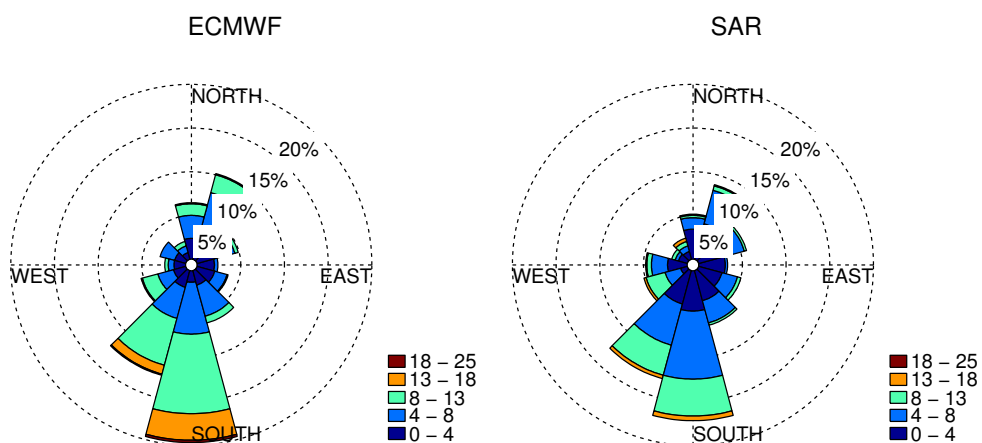 ECMWF
NORTH
20%
15%
10%
5%
WEST
EAST
SOUTH
18 − 25
13 − 18
8 − 13
4 − 8
0 − 4
SAR
NORTH
20%
15%
10%
5%
WEST
EAST
SOUTH
18 − 25
13 − 18
8 − 13
4 − 8
0 − 4